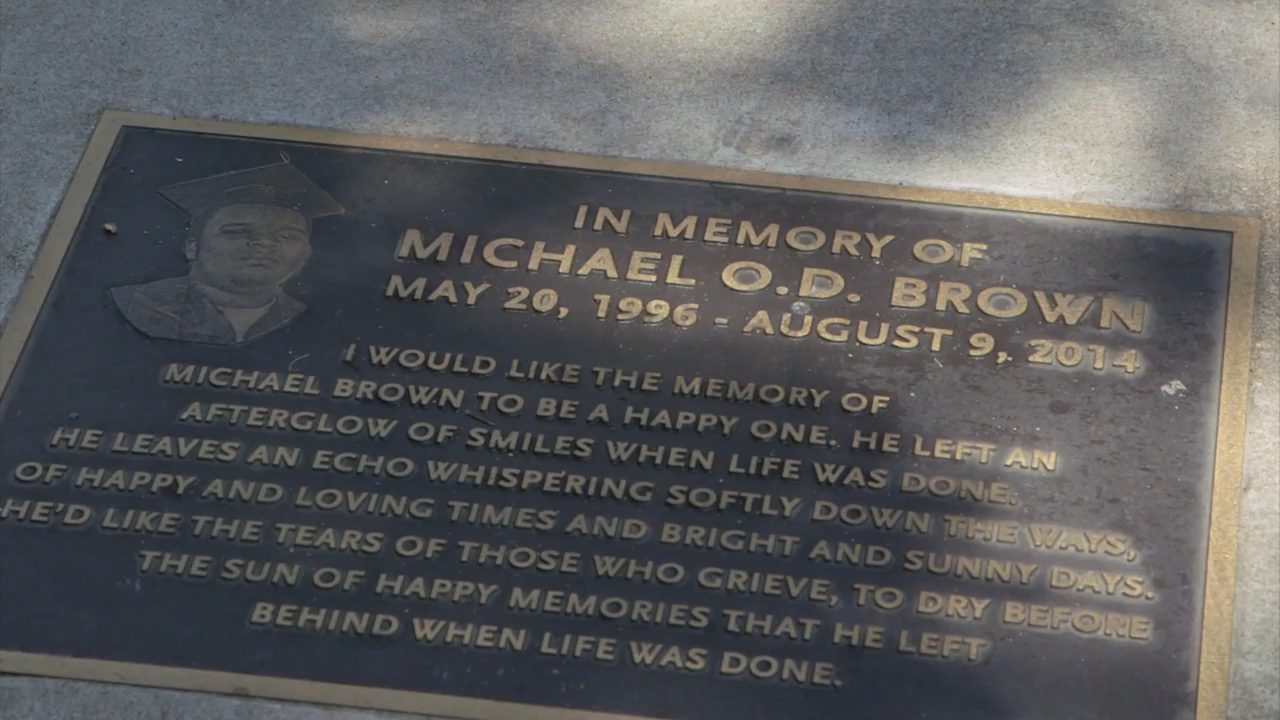 IN MEMORY OF
MICHAEL O.D. BROWN
MAY 20, 1996 - AUGUST 9, 2014
I WOULD LIKE THE MEMORY OF
MICHAEL BROWN TO BE A HAPPY ONE. HE LEFT AN
AFTERGLOW OF SMILES WHEN LIFE WAS DONE.
HE LEAVES AN ECHO WHISPERING SOFTLY DOWN THE WAYS,
OF HAPPY AND LOVING TIMES AND BRIGHT AND SUNNY DAYS.
HE'D LIKE THE TEARS OF THOSE WHO GRIEVE, TO DRY BEFORE
THE SUN OF HAPPY MEMORIES THAT HE LEFT
BEHIND WHEN LIFE WAS DONE.